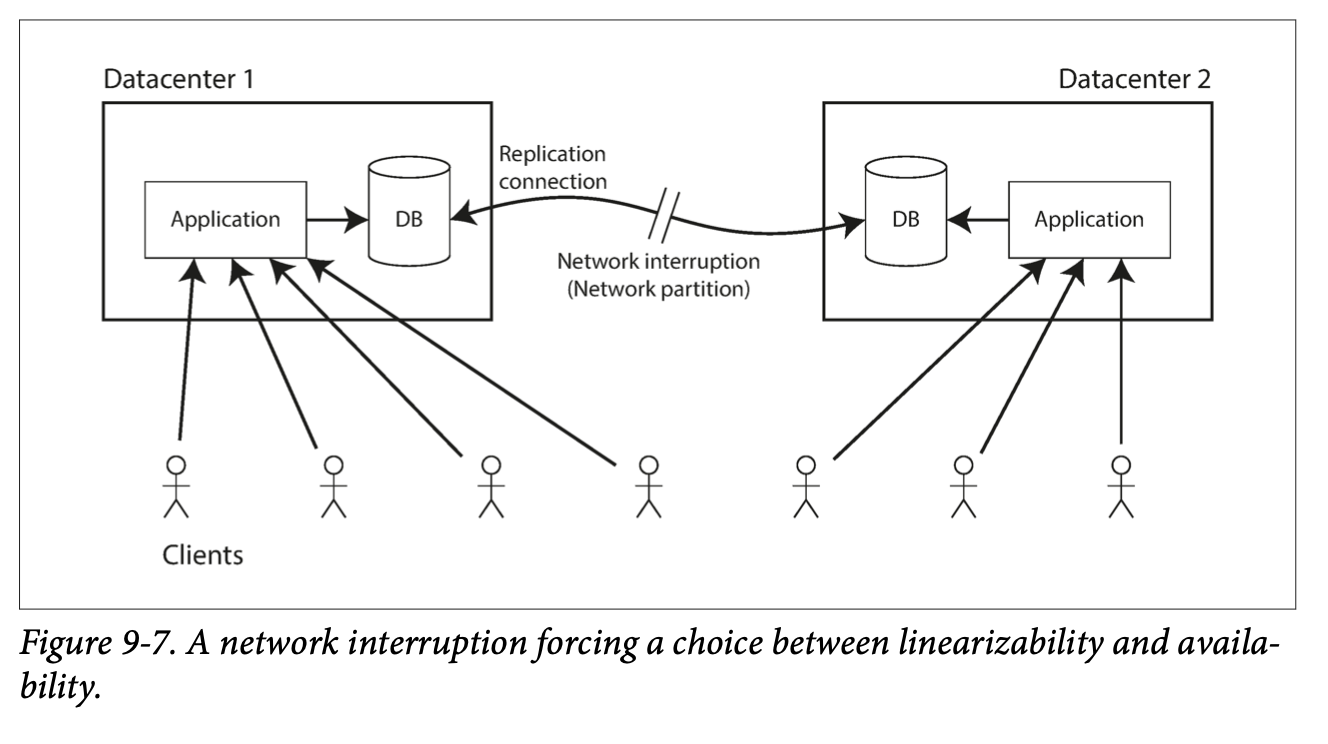 Datacenter 1
Datacenter 2
Replication
connection
Application
DB
DB
Application
Network interruption
(Network partition)
Clients
Figure 9-7. A network interruption forcing a choice between linearizability and availa-
bility.